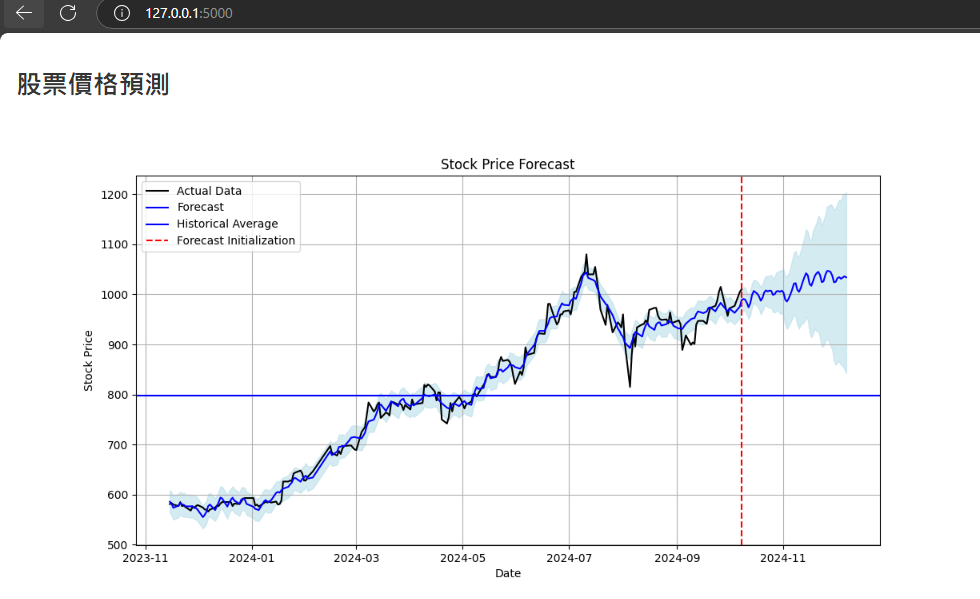 127.0.0.1:5000
股票價格預測
Stock Price Forecast
Actual Data
Forecast
Historical Average
Forecast Initialization
Stock Price
1200
1100
1000
900
800
700
600
500
2023-11 2024-01 2024-03 2024-05 2024-07 2024-09 2024-11
Date